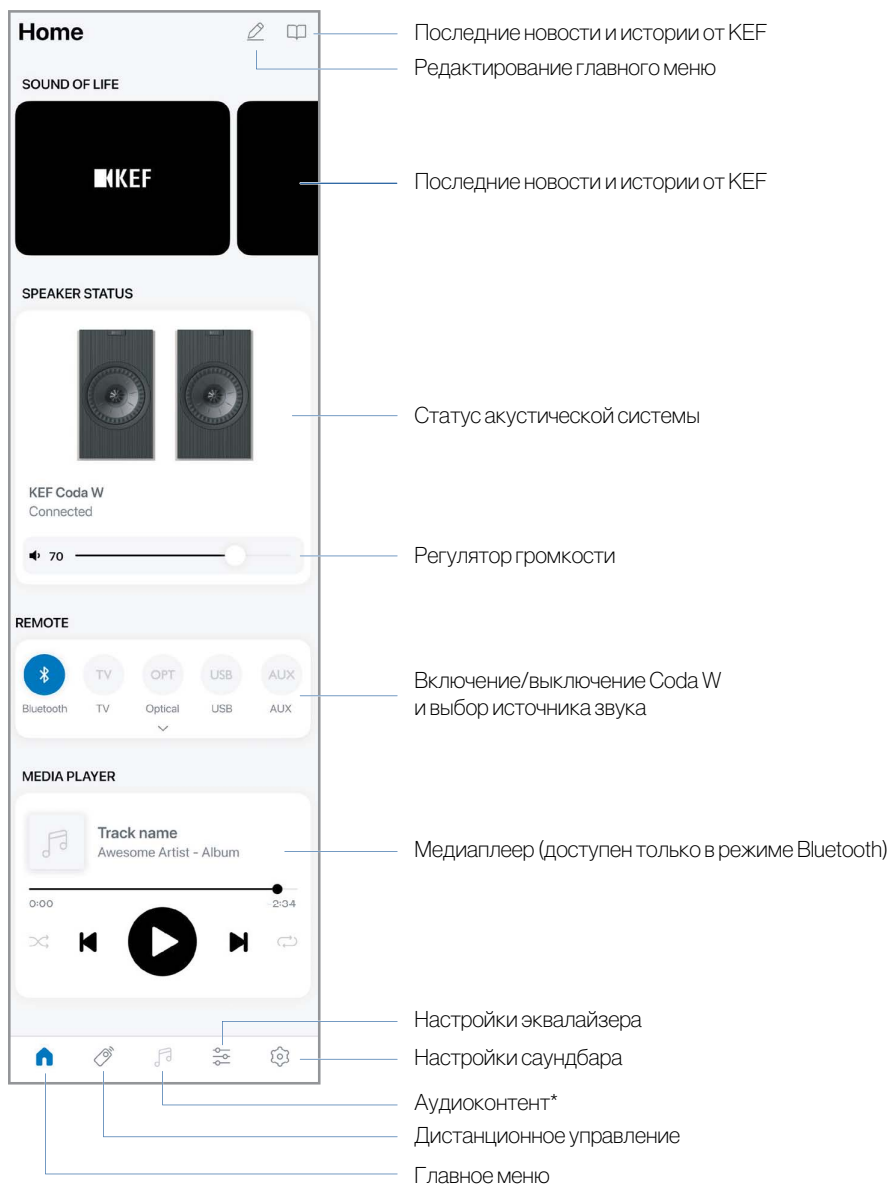 Home
Последние новости и истории от KEF
Редактирование главного меню
SOUND OF LIFE
KEF
Последние новости и истории от KEF
SPEAKER STATUS
Статус акустической системы
KEF Coda W
Connected
70
Регулятор громкости
REMOTE
TV
OPT
USB
AUX
Bluetooth
TV
Optical
USB
AUX
Включение/выключение Coda W
и выбор источника звука
MEDIA PLAYER
Track name
Awesome Artist - Album
Медиаплеер (доступен только в режиме Bluetooth)
0:00
-2:34
Настройки эквалайзера
Настройки саундбара
Аудиоконтент*
Дистанционное управление
Главное меню